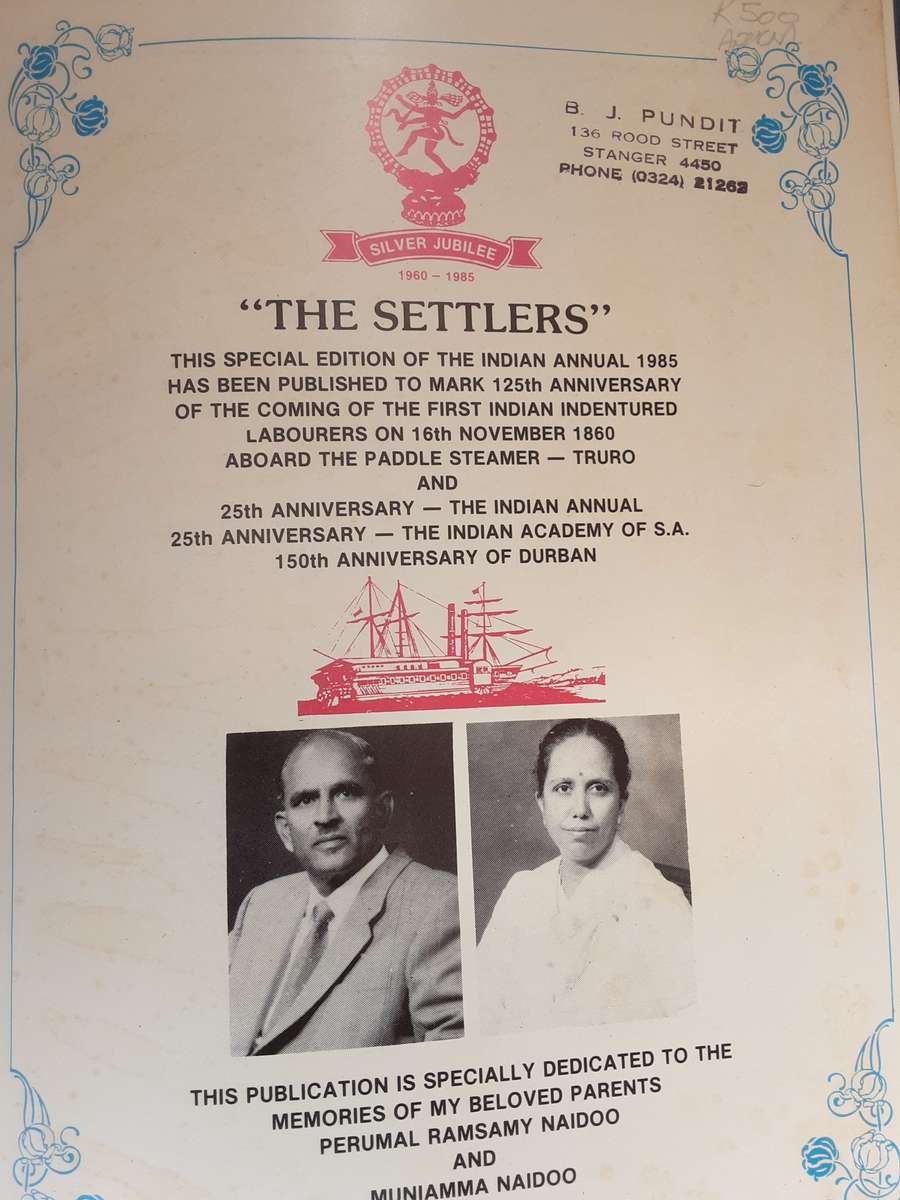 K500
B. J. PUNDIT
136 ROOD STREET
STANGER 4450
PHONE (0324) 21262
SILVER JUBILEE
1960 – 1985
“THE SETTLERS”
THIS SPECIAL EDITION OF THE INDIAN ANNUAL 1985
HAS BEEN PUBLISHED TO MARK 125th ANNIVERSARY
OF THE COMING OF THE FIRST INDIAN INDENTURED
LABOURERS ON 16th NOVEMBER 1860
ABOARD THE PADDLE STEAMER — TRURO
AND
25th ANNIVERSARY — THE INDIAN ANNUAL
25th ANNIVERSARY — THE INDIAN ACADEMY OF S.A.
150th ANNIVERSARY OF DURBAN
THIS PUBLICATION IS SPECIALLY DEDICATED TO THE
MEMORIES OF MY BELOVED PARENTS
PERUMAL RAMSAMY NAIDOO
AND
MUNIAMMA NAIDOO